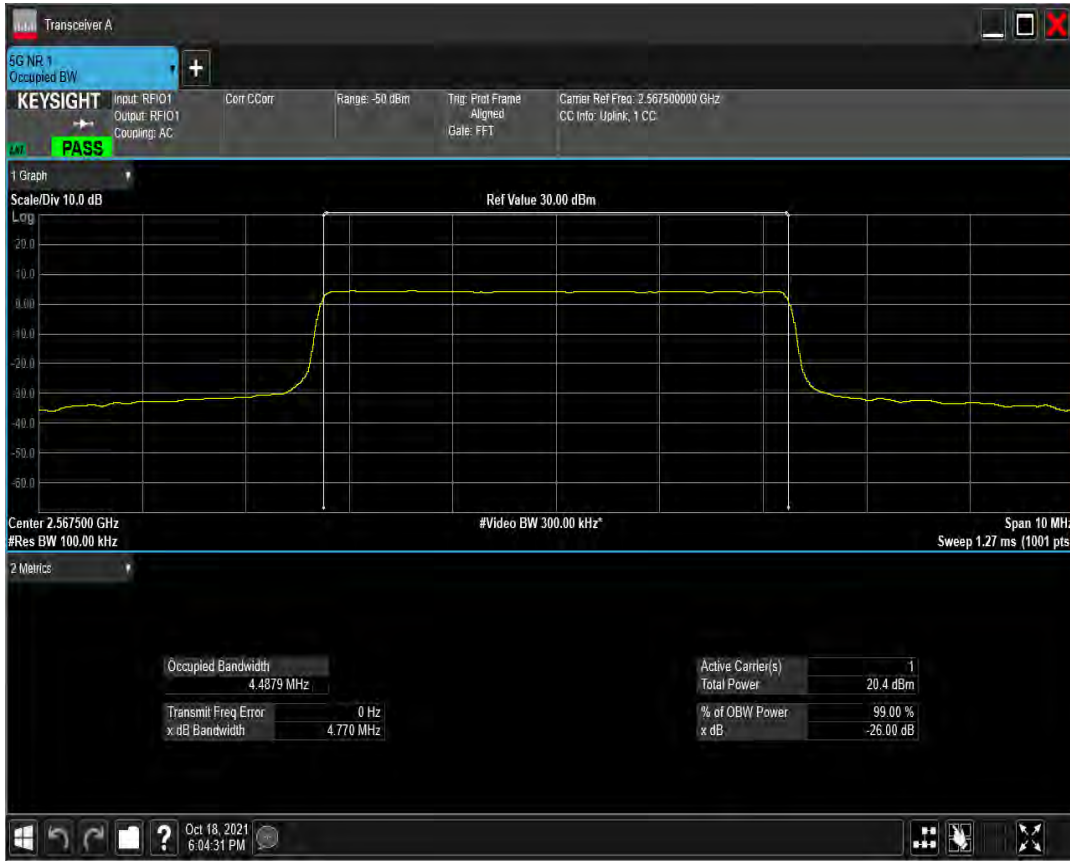 Transceiver A
5G NR 1
Occupied BW
+
KEYSIGHT
Input: RFIO1
Output: RFIO1
Coupling: AC
Corr CCorr
Range: -50 dBm
Trig: Prot Frame
Aligned
Gate: FFT
Carrier Ref Freq: 2.567500000 GHz
CC Info: Uplink, 1 CC
PASS
1 Graph
Scale/Div 10.0 dB
Ref Value 30.00 dBm
Log
20.0
10.0
0.00
-10.0
-20.0
-30.0
-40.0
-50.0
-60.0
Center 2.567500 GHz
#Video BW 300.00 kHz*
Span 10 MHz
#Res BW 100.00 kHz
Sweep 1.27 ms (1001 pts
2 Metrics
Occupied Bandwidth
4.4879 MHz
Transmit Freq Error 0 Hz
x dB Bandwidth 4.770 MHz
Active Carrier(s) 1
Total Power 20.4 dBm
% of OBW Power 99.00 %
x dB -26.00 dB
?
Oct 18, 2021
6:04:31 PM